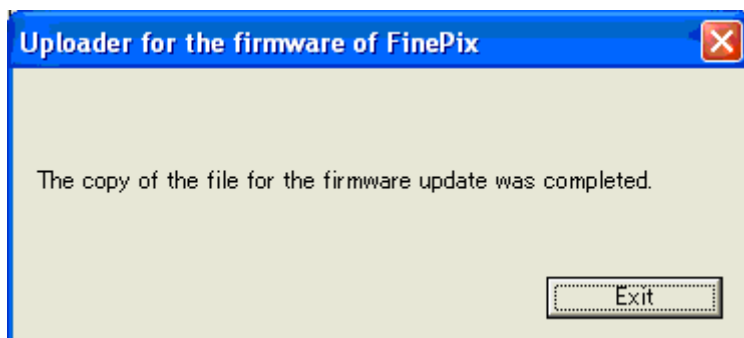 Uploader for the firmware of FinePix
The copy of the file for the firmware update was completed.
Exit